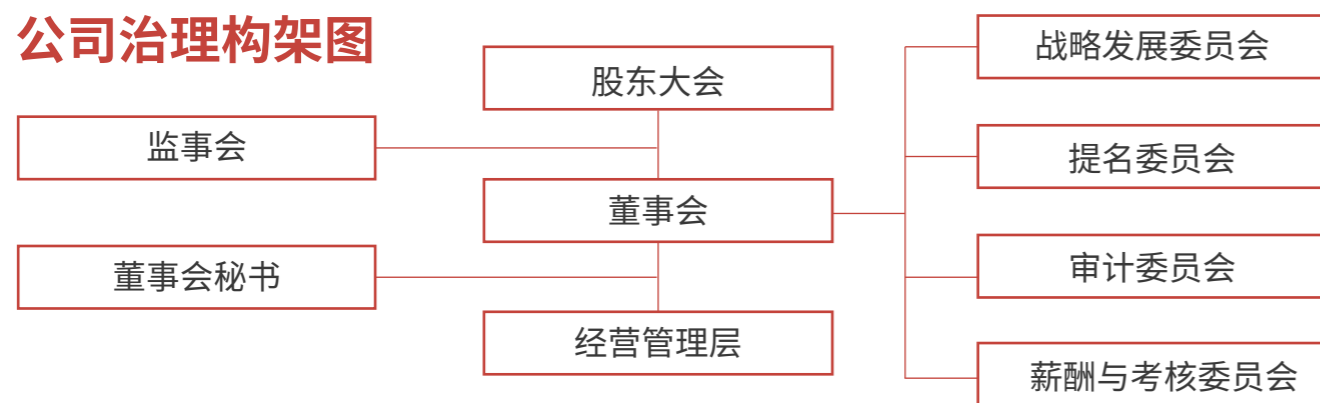 公司治理构架图
股东大会
监事会
董事会
董事会秘书
经营管理层
战略发展委员会
提名委员会
审计委员会
薪酬与考核委员会